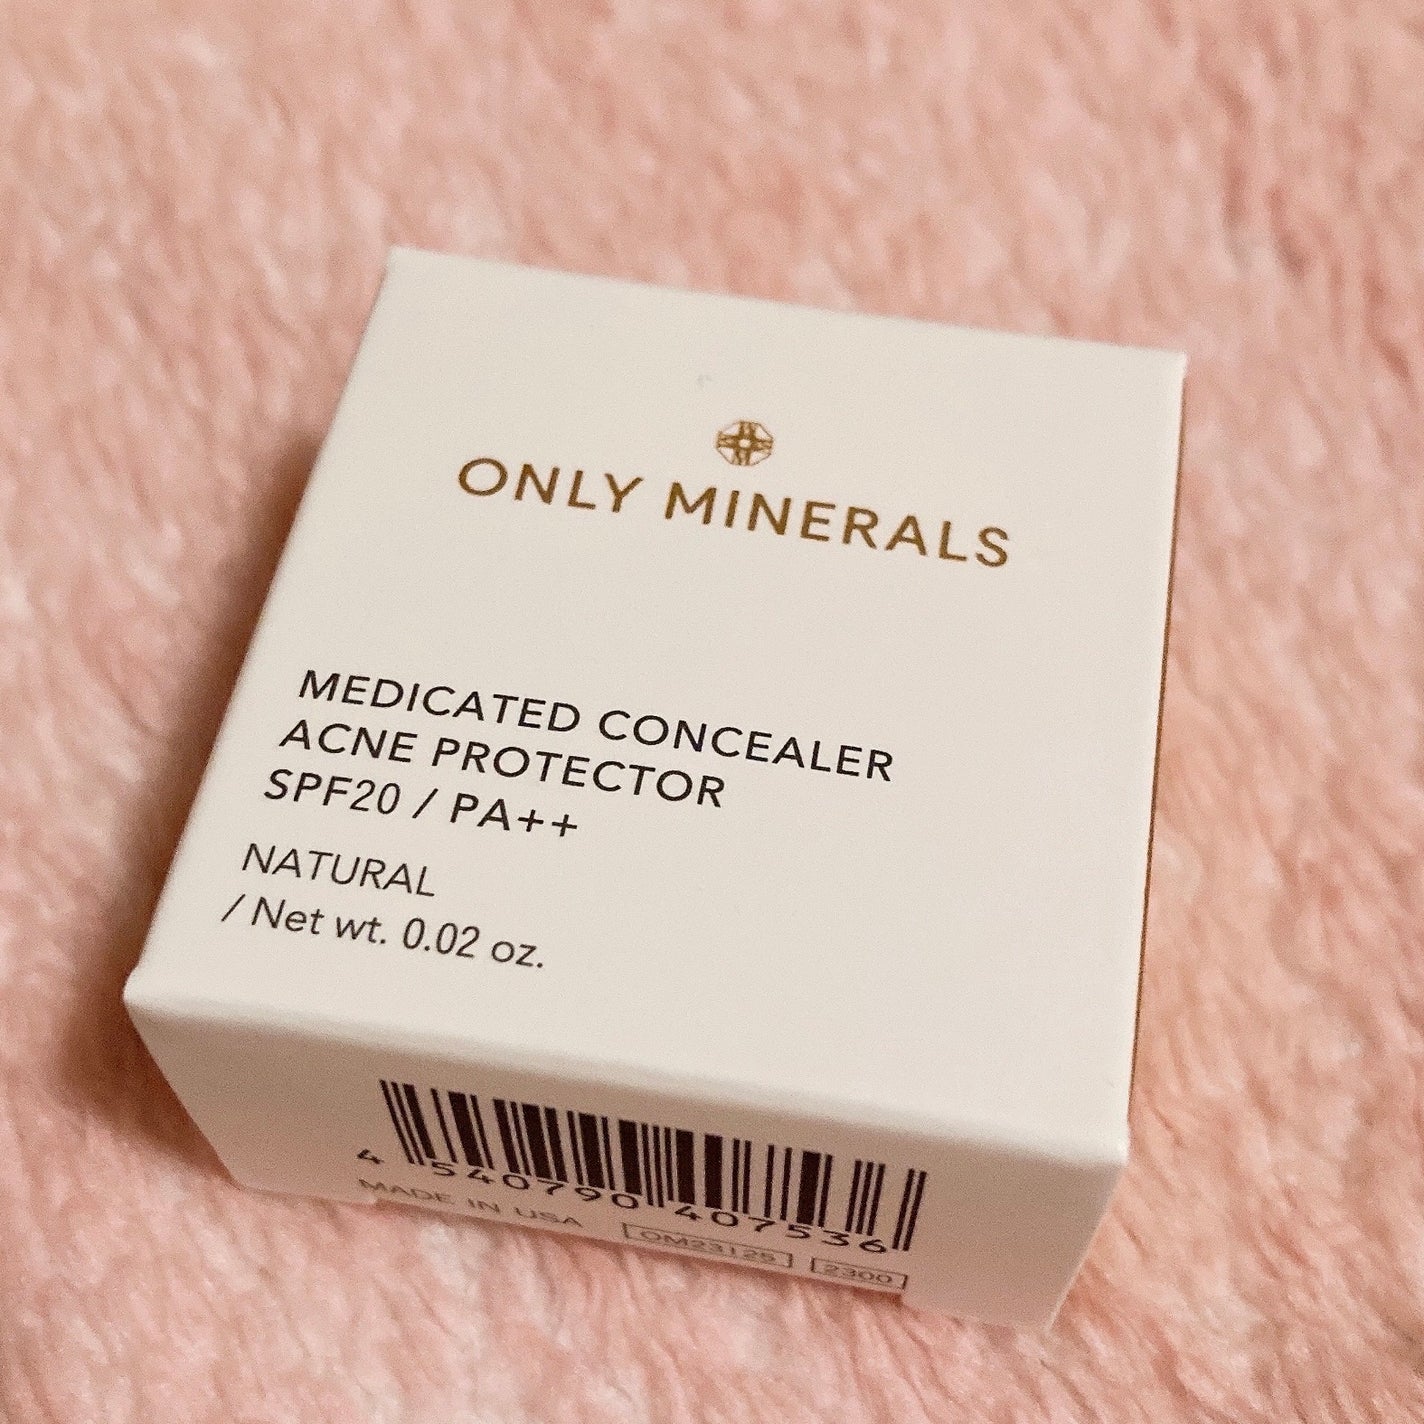 ONLY MINERALS
MEDICATED CONCEALER
ACNE PROTECTOR
SPF20 / PA++
NATURAL
/ Net wt. 0.02 oz.
4 540790 407536
MADE IN USA OM23125 2300